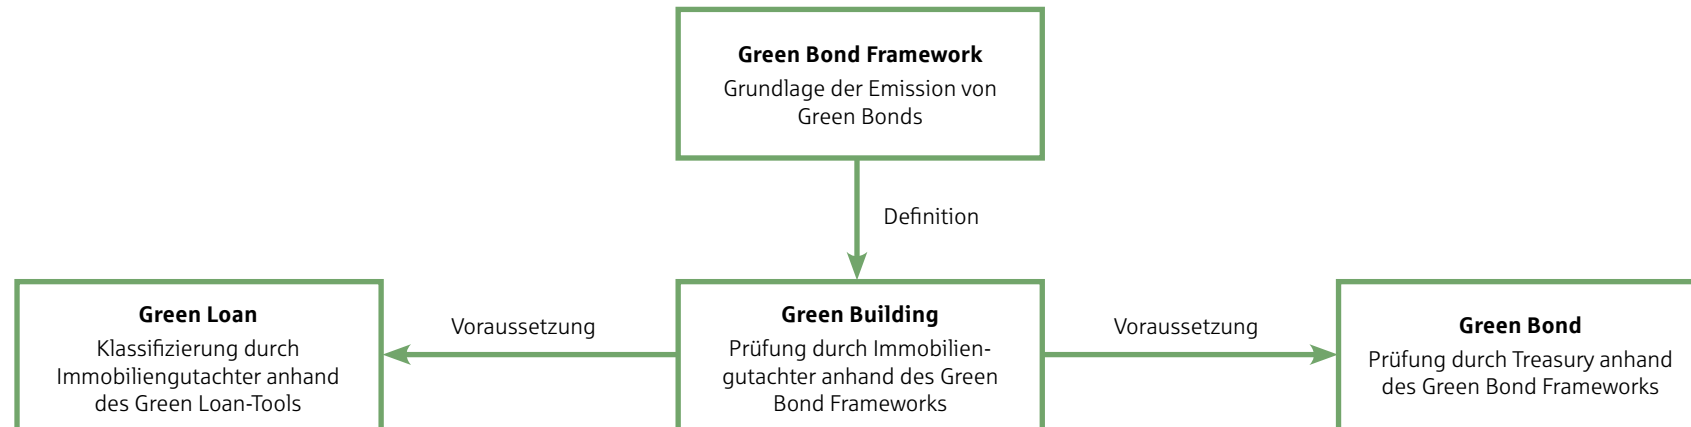 Green Bond Framework
Grundlage der Emission von
Green Bonds
Definition
Green Loan
Klassifizierung durch
Immobiliengutachter anhand
des Green Loan-Tools
Voraussetzung
Green Building
Prüfung durch Immobilien-
gutachter anhand des Green
Bond Frameworks
Voraussetzung
Green Bond
Prüfung durch Treasury anhand
des Green Bond Frameworks